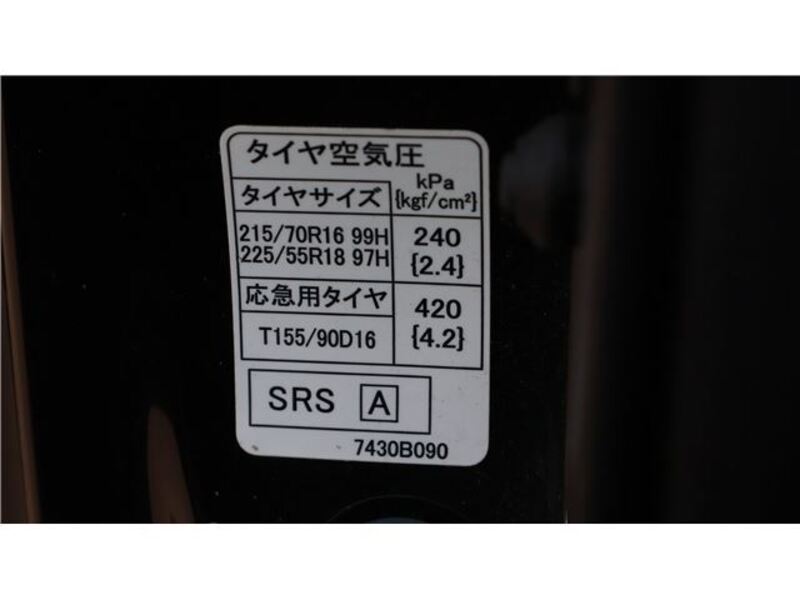 タイヤ空気圧
タイヤサイズ
kPa
{kgf/cm²}
215/70R16 99H
225/55R18 97H
240
{2.4}
応急用タイヤ
T155/90D16
420
{4.2}
SRS A
7430B090